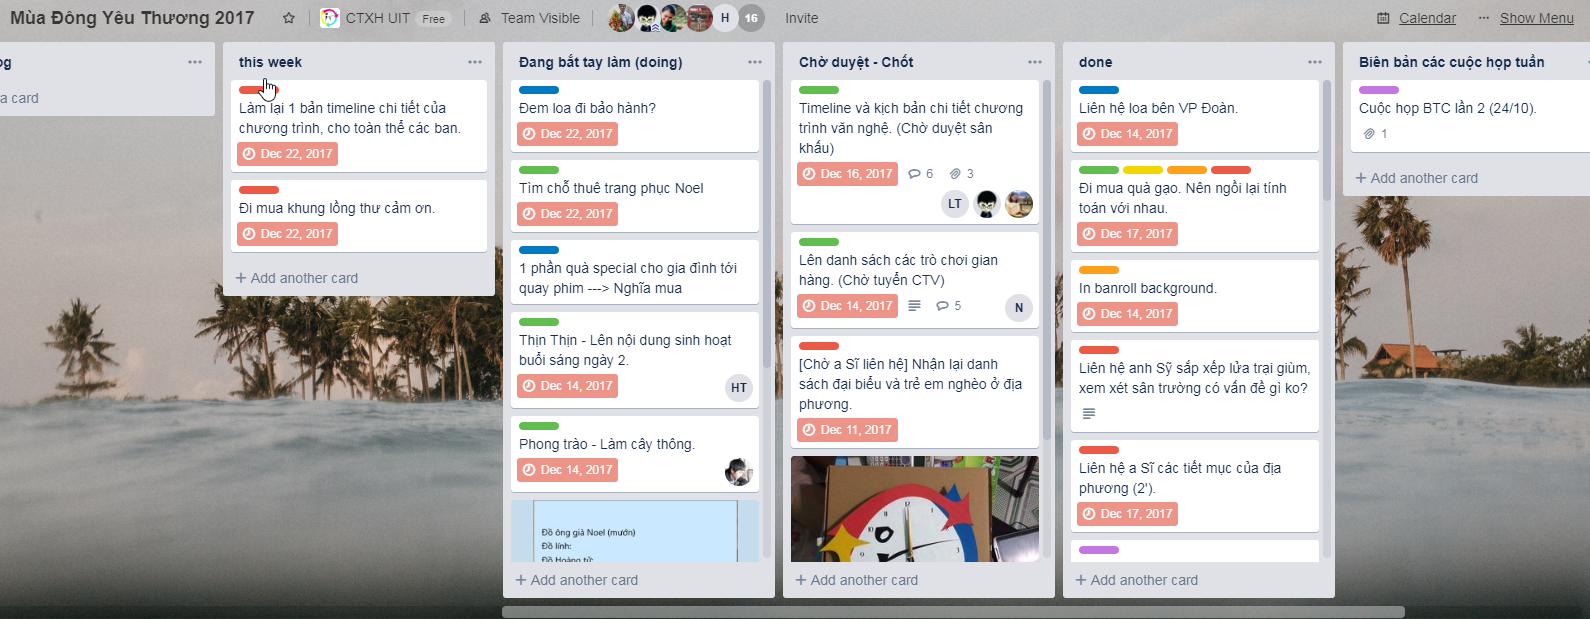 Mùa Đông Yêu Thương 2017
CTXH UIT
Free
Team Visible
H
16
Invite
Calendar
Show Menu
og
a card
this week
Làm lại 1 bản timeline chi tiết của
chương trình, cho toàn thể các ban.
Dec 22, 2017
Đi mua khung lồng thư cảm ơn.
Dec 22, 2017
+ Add another card
Đang bắt tay làm (doing)
Đem loa đi bảo hành?
Dec 22, 2017
Tìm chỗ thuê trang phục Noel
Dec 22, 2017
1 phần quà special cho gia đình tới
quay phim ---> Nghĩa mua
Thịn Thịn - Lên nội dung sinh hoạt
buổi sáng ngày 2.
Dec 14, 2017
HT
Phong trào - Làm cây thông.
Dec 14, 2017
Đồ ông già Noel (mướn)
Đồ lính:
Đồ Hoàng tử:
+ Add another card
Chờ duyệt - Chốt
Timeline và kịch bản chi tiết chương
trình văn nghệ. (Chờ duyệt sân
khấu)
Dec 16, 2017
6
3
LT
Lên danh sách các trò chơi gian
hàng. (Chờ tuyển CTV)
Dec 14, 2017
5
N
[Chờ a Sĩ liên hệ] Nhận lại danh
sách đại biểu và trẻ em nghèo ở địa
phương.
Dec 11, 2017
11
12
1
2
10
3
9
+ Add another card
done
Liên hệ loa bên VP Đoàn.
Dec 14, 2017
Đi mua quà gạo. Nên ngồi lại tính
toán với nhau.
Dec 17, 2017
In banroll background.
Dec 14, 2017
Liên hệ anh Sỹ sắp xếp lửa trại giùm,
xem xét sân trường có vấn đề gì ko?
Liên hệ a Sĩ các tiết mục của địa
phương (2').
Dec 17, 2017
+ Add another card
Biên bản các cuộc họp tuần
Cuộc họp BTC lần 2 (24/10).
1
+ Add another card